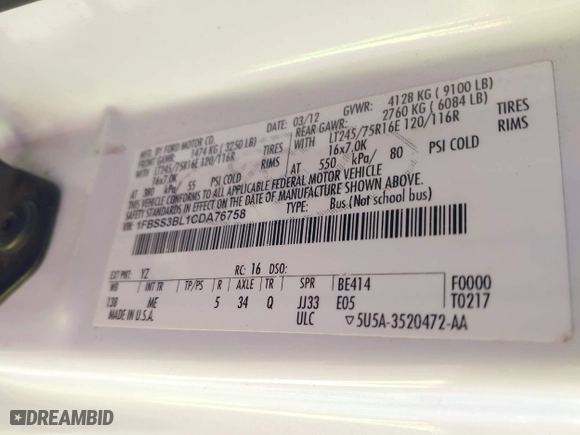 MFD. BY FORD MOTOR CO.
DATE: 03/12 GVWR: 4128 KG ( 9100 LB)
FRONT GAWR: 1474 KG ( 3250 LB) REAR GAWR: 2760 KG ( 6084 LB)
WITH LT245/75R16E 120/116R TIRES WITH LT245/75R16E 120/116R TIRES
16x7.0K RIMS 16x7.0K RIMS
AT 380 kPa/ 55 PSI COLD AT 550 kPa/ 80 PSI COLD
THIS VEHICLE CONFORMS TO ALL APPLICABLE FEDERAL MOTOR VEHICLE
SAFETY STANDARDS IN EFFECT ON THE DATE OF MANUFACTURE SHOWN ABOVE.
VIN: 1FBSS3BL1CDA76758 TYPE: Bus (Not school bus)
EXT PNT: YZ RC: 16 DSO:
WB INT TR TP/PS R AXLE TR SPR BE414 F0000
138 ME 5 34 Q JJ33 E05 T0217
MADE IN U.S.A. ULC ▽5U5A-3520472-AA
DREAMBID